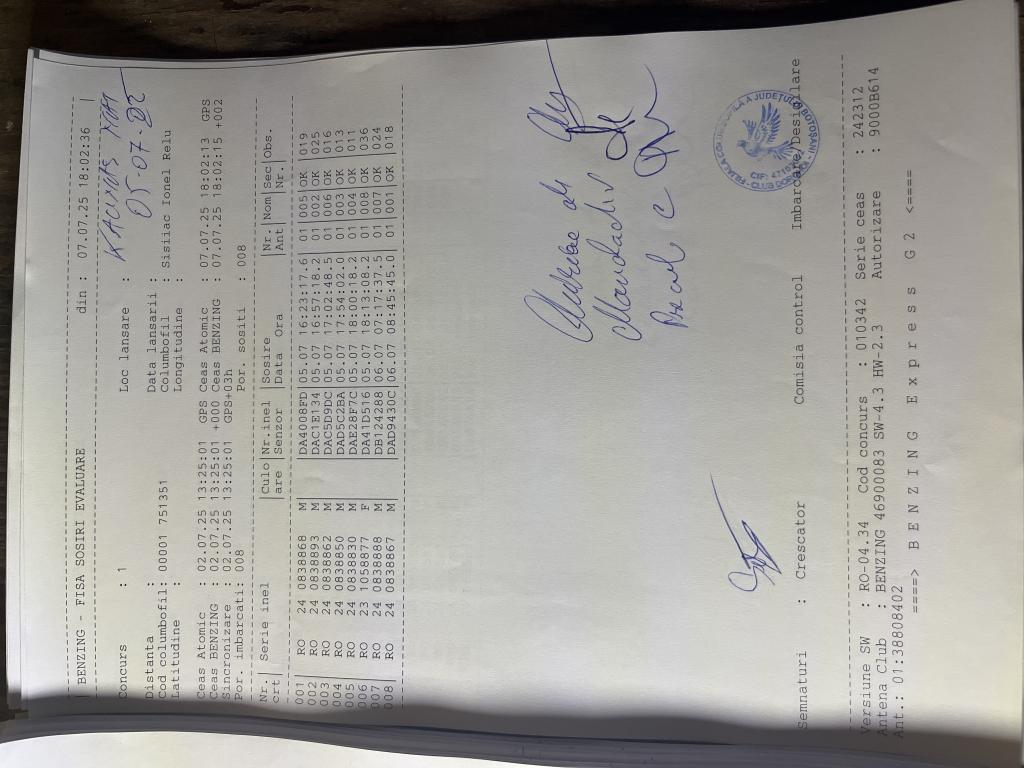 | BENZING - FISA SOSIRI EVALUARE din : 07.07.25 18:02:36 |
Concurs : 1 Loc lansare :
Distanta : Data lansarii : 05-07-25
Cod columbofil: 00001 751351 Columbofil : Sisiiac Ionel Relu
Latitudine : Longitudine :
Ceas Atomic : 02.07.25 13:25:01 GPS Ceas Atomic : 07.07.25 18:02:13 GPS
Ceas BENZING : 02.07.25 13:25:01 +000 Ceas BENZING : 07.07.25 18:02:15 +002
Sincronizare : 02.07.25 13:25:01 GPS+03h
Por. imbarcati: 008 Por. sositi : 008
Nr.| Serie inel |Culo|Nr.inel |Sosire |Nr. |Nom|Sec|Obs.
crt| |are |Senzor |Data Ora |Ant| |Nr.|
001| RO 24 0838868 M| |DA4008FD|05.07 16:23:17.6|01|005|OK |019
002| RO 24 0838893 M| |DAC1E134|05.07 16:57:18.2|01|002|OK |025
003| RO 24 0838862 M| |DAC5D9DC|05.07 17:02:48.5|01|006|OK |016
004| RO 24 0838850 M| |DAD5C2BA|05.07 17:54:02.0|01|003|OK |013
005| RO 24 0838830 M| |DAE28F7C|05.07 18:00:18.2|01|004|OK |011
006| RO 23 1058877 F| |DA41D516|05.07 18:13:08.2|01|008|OK |036
007| RO 24 0838888 M| |DB124288|06.07 07:17:37.5|01|007|OK |024
008| RO 24 0838867 M| |DAD9430C|06.07 08:45:45.0|01|001|OK |018
Semnaturi : Crescator Comisia control Imbarcare/Desigilare
Versiune SW : RO-04.34 Cod concurs : 010342 Serie ceas : 242312
Antena Club : BENZING 46900083 SW-4.3 HW-2.3 Autorizare : 9000B614
Ant.: 01:38808402
====> B E N Z I N G E x p r e s s G 2 <====